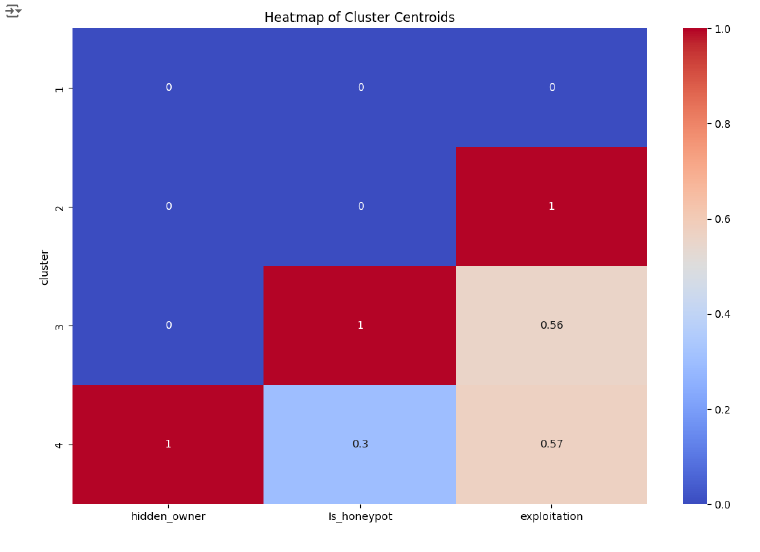 Heatmap of Cluster Centroids
1 0 0 0
2 0 0 1
3 0 1 0.56
4 1 0.3 0.57
cluster
hidden_owner Is_honeypot exploitation
1.0
0.8
0.6
0.4
0.2
0.0